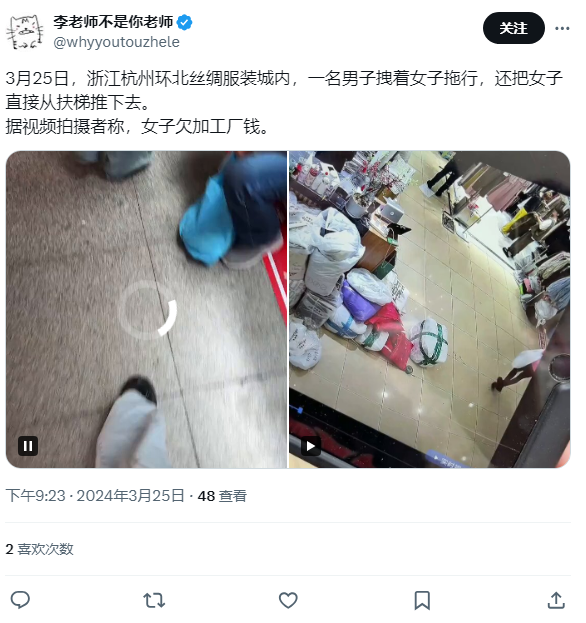 李老师不是你老师
@whyyoutouzhele
关注
3月25日，浙江杭州环北丝绸服装城内，一名男子拽着女子拖行，还把女子
直接从扶梯推下去。
据视频拍摄者称，女子欠加工厂钱。
下午9:23 · 2024年3月25日 · 48 查看
2 喜欢次数